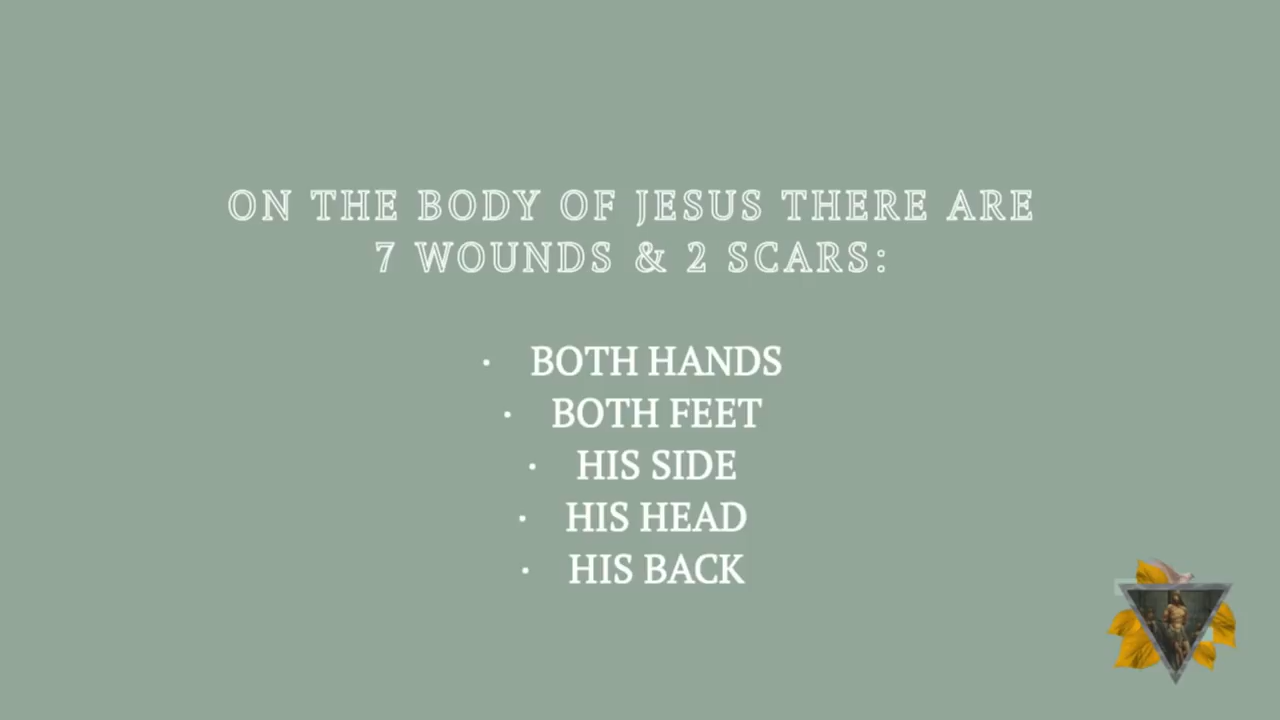 ON THE BODY OF JESUS THERE ARE
7 WOUNDS & 2 SCARS:
· BOTH HANDS
· BOTH FEET
· HIS SIDE
· HIS HEAD
· HIS BACK